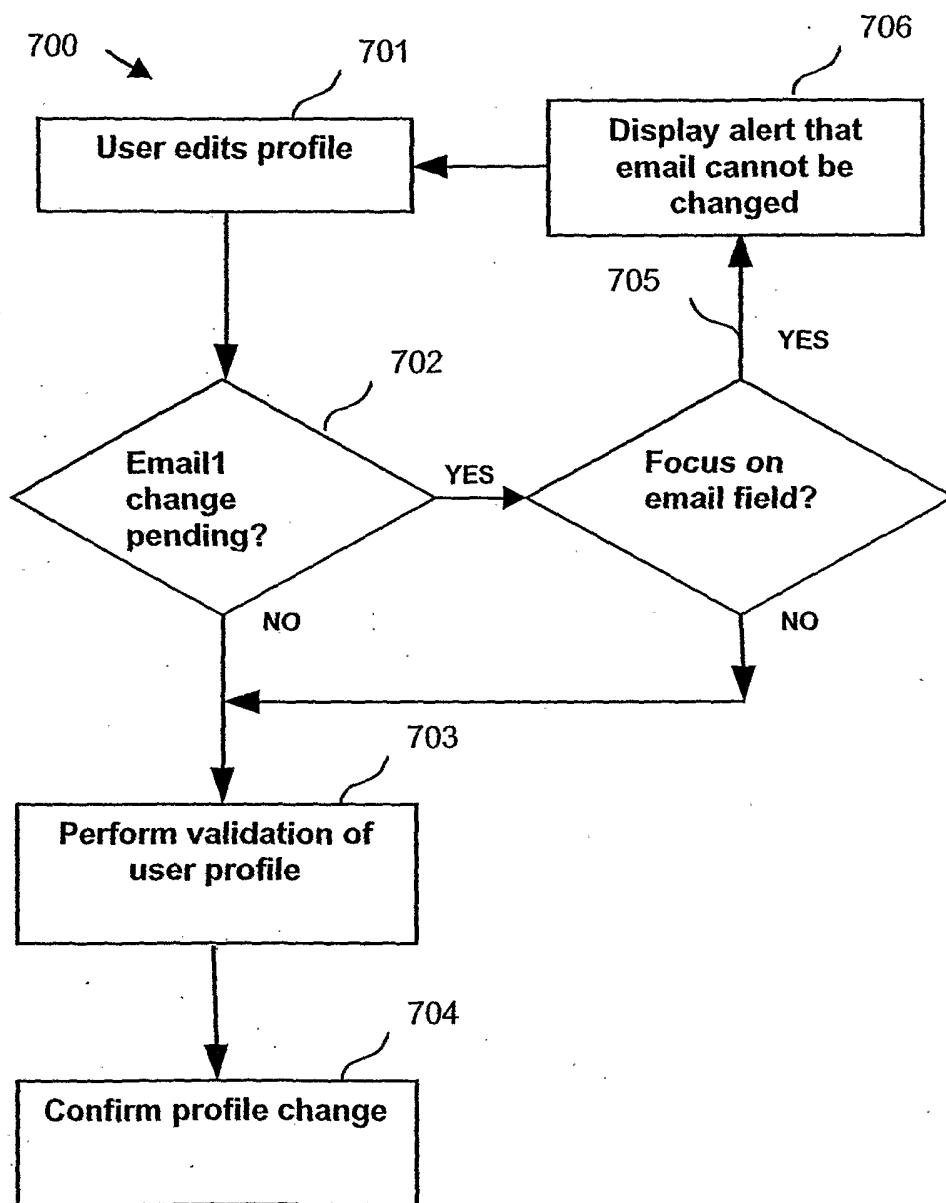 700
701
706
User edits profile
Display alert that
email cannot be
changed
705
YES
702
Email1
change
pending?
YES
Focus on
email field?
NO
NO
703
Perform validation of
user profile
704
Confirm profile change